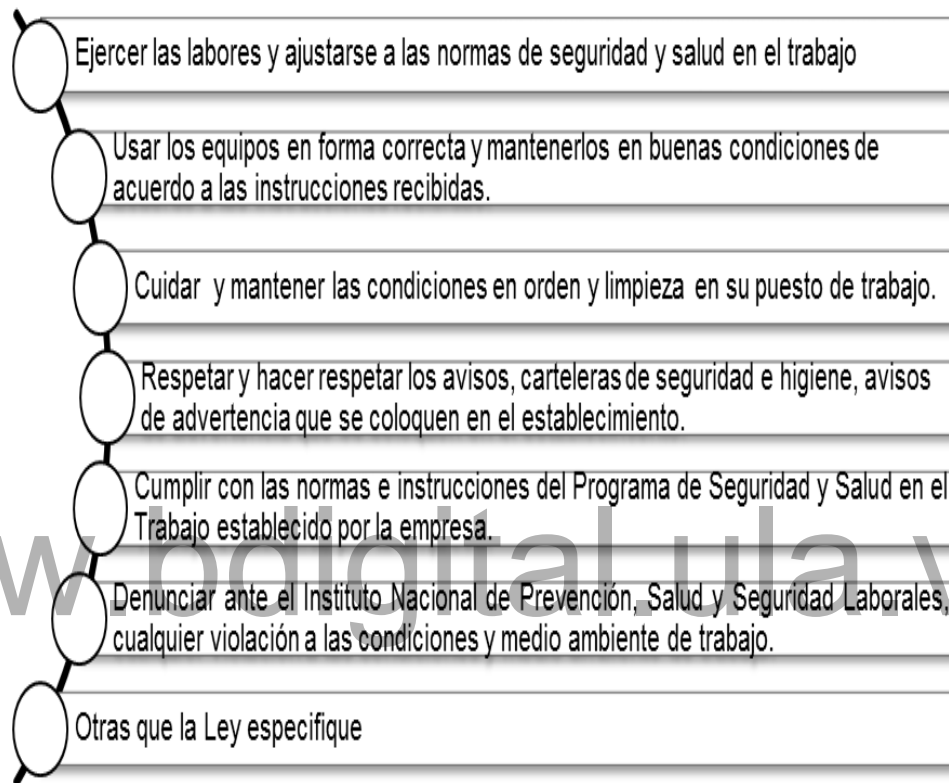 Ejercer las labores y ajustarse a las normas de seguridad y salud en el trabajo
Usar los equipos en forma correcta y mantenerlos en buenas condiciones de
acuerdo a las instrucciones recibidas.
Cuidar y mantener las condiciones en orden y limpieza en su puesto de trabajo.
Respetar y hacer respetar los avisos, carteleras de seguridad e higiene, avisos
de advertencia que se coloquen en el establecimiento.
Cumplir con las normas e instrucciones del Programa de Seguridad y Salud en el
Trabajo establecido por la empresa.
w.bdigital.ula.v
Denunciar ante el Instituto Nacional de Prevención, Salud y Seguridad Laborales,
cualquier violación a las condiciones y medio ambiente de trabajo.
Otras que la Ley especifique